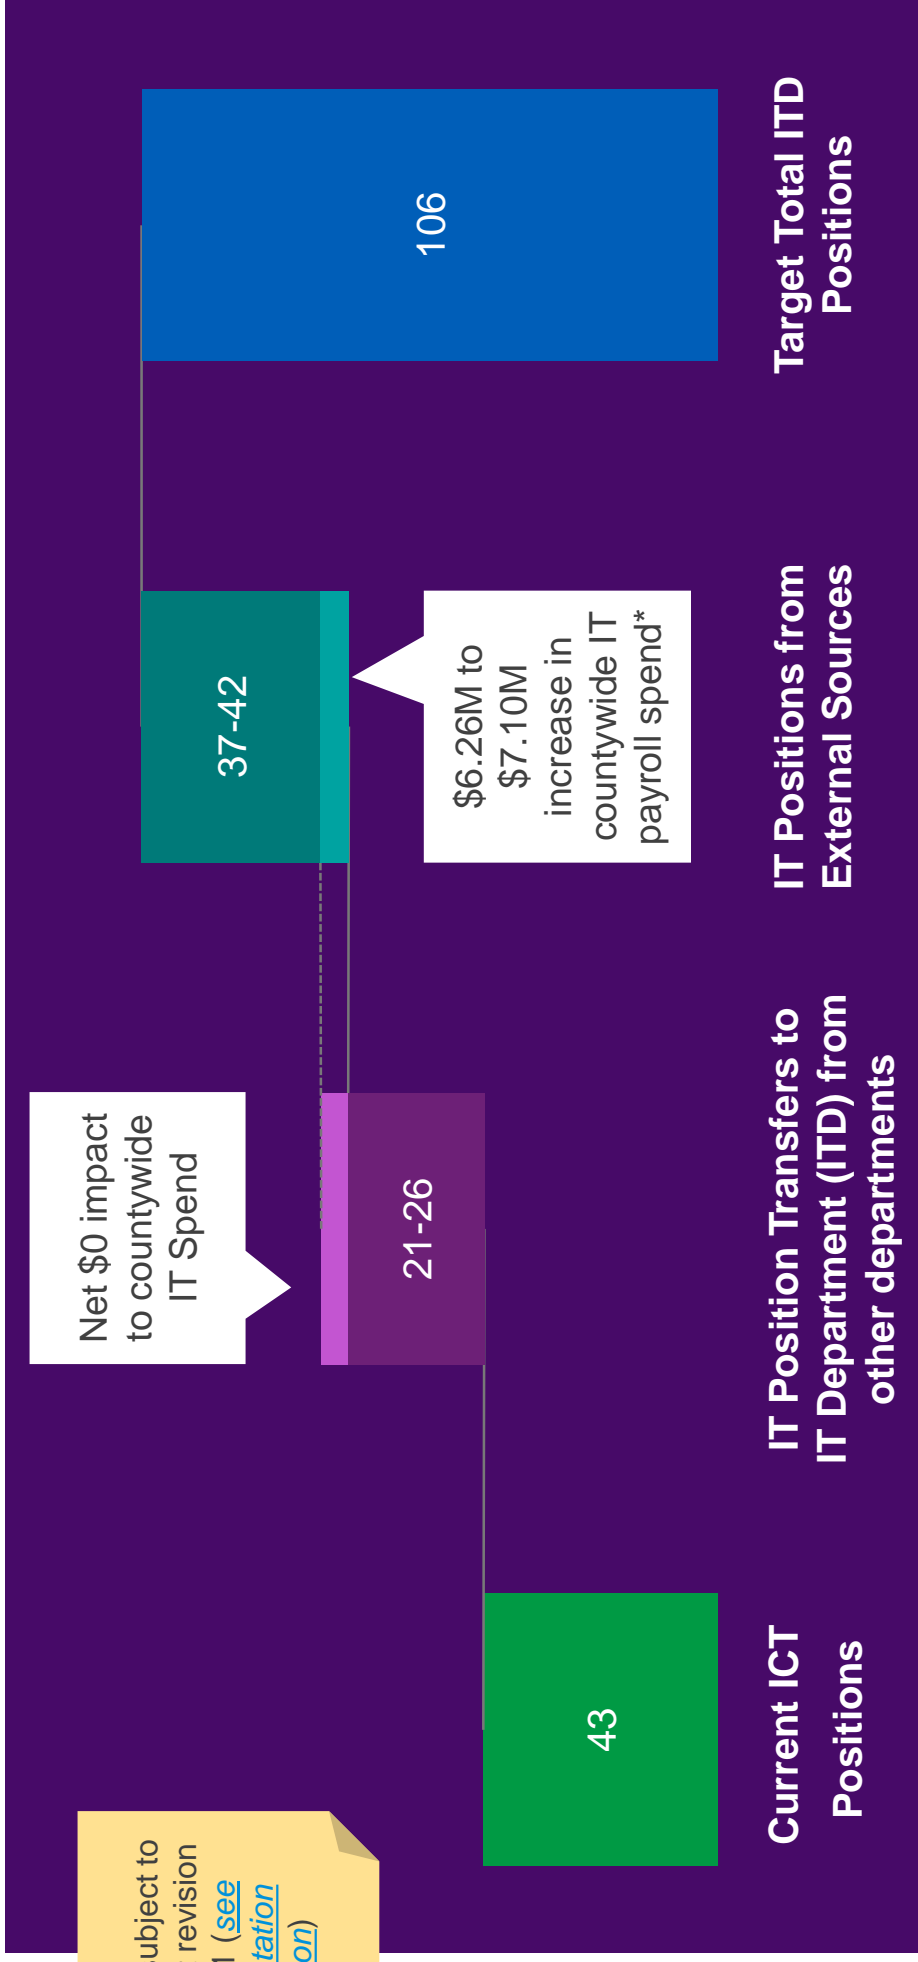 ubject to
revision
(see
tation
on)
43
Current ICT
Positions
Net $0 impact
to countywide
IT Spend
21-26
IT Position Transfers to
IT Department (ITD) from
other departments
37-42
$6.26M to
$7.10M
increase in
countywide IT
payroll spend*
IT Positions from
External Sources
106
Target Total ITD
Positions